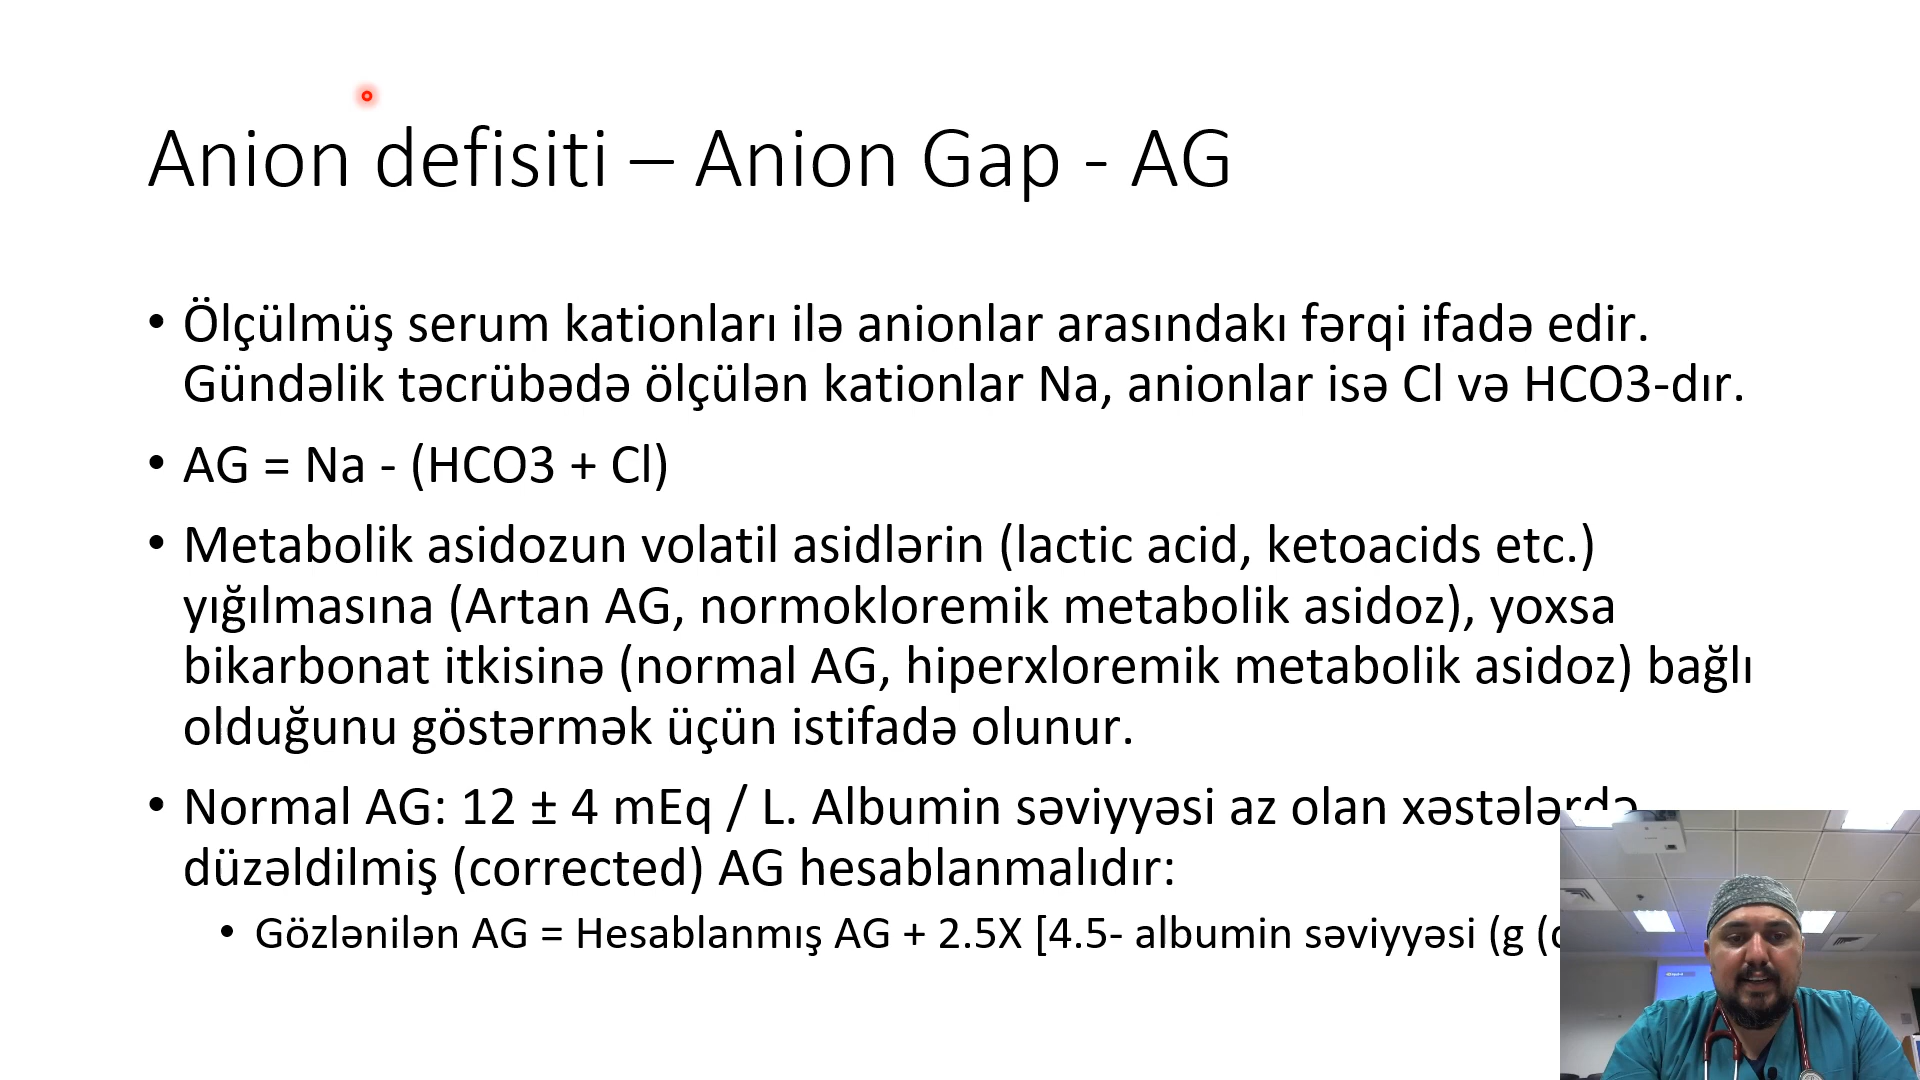 Anion defisiti – Anion Gap - AG
• Ölçülmüş serum kationları ilə anionlar arasındakı fərqi ifadə edir.
Gündəlik təcrübədə ölçülən kationlar Na, anionlar isə Cl və HCO3-dır.
• AG = Na - (HCO3 + Cl)
• Metabolik asidozun volatil asidlərin (lactic acid, ketoacids etc.)
yığılmasına (Artan AG, normokloremik metabolik asidoz), yoxsa
bikarbonat itkisinə (normal AG, hiperxloremik metabolik asidoz) bağlı
olduğunu göstərmək üçün istifadə olunur.
• Normal AG: 12 ± 4 mEq / L. Albumin səviyyəsi az olan xəstələrdə
düzəldilmiş (corrected) AG hesablanmalıdır:
• Gözlənilən AG = Hesablanmış AG + 2.5X [4.5- albumin səviyyəsi (g